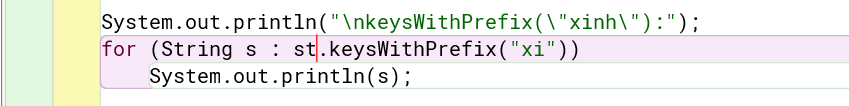 System.out.println("\nkeysWithPrefix(\"xinh\"):");
for (String s : st.keysWithPrefix("xi"))
System.out.println(s);